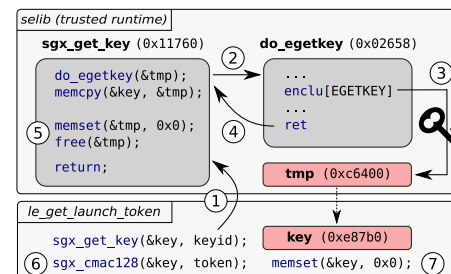 selib (trusted runtime)
sgx_get_key (0x11760)
do_egetkey (0x02658)
2
3
do_egetkey(&tmp);
memcpy(&key, &tmp);
memset(&tmp, 0x0);
free(&tmp);
return;
5
...
enclu[EGETKEY]
...
ret
4
tmp (0xc6400)
1
le_get_launch_token
sgx_get_key(&key, keyid);
key (0xe87b0)
6
sgx_cmac128(&key, token);
memset(&key, 0x0);
7